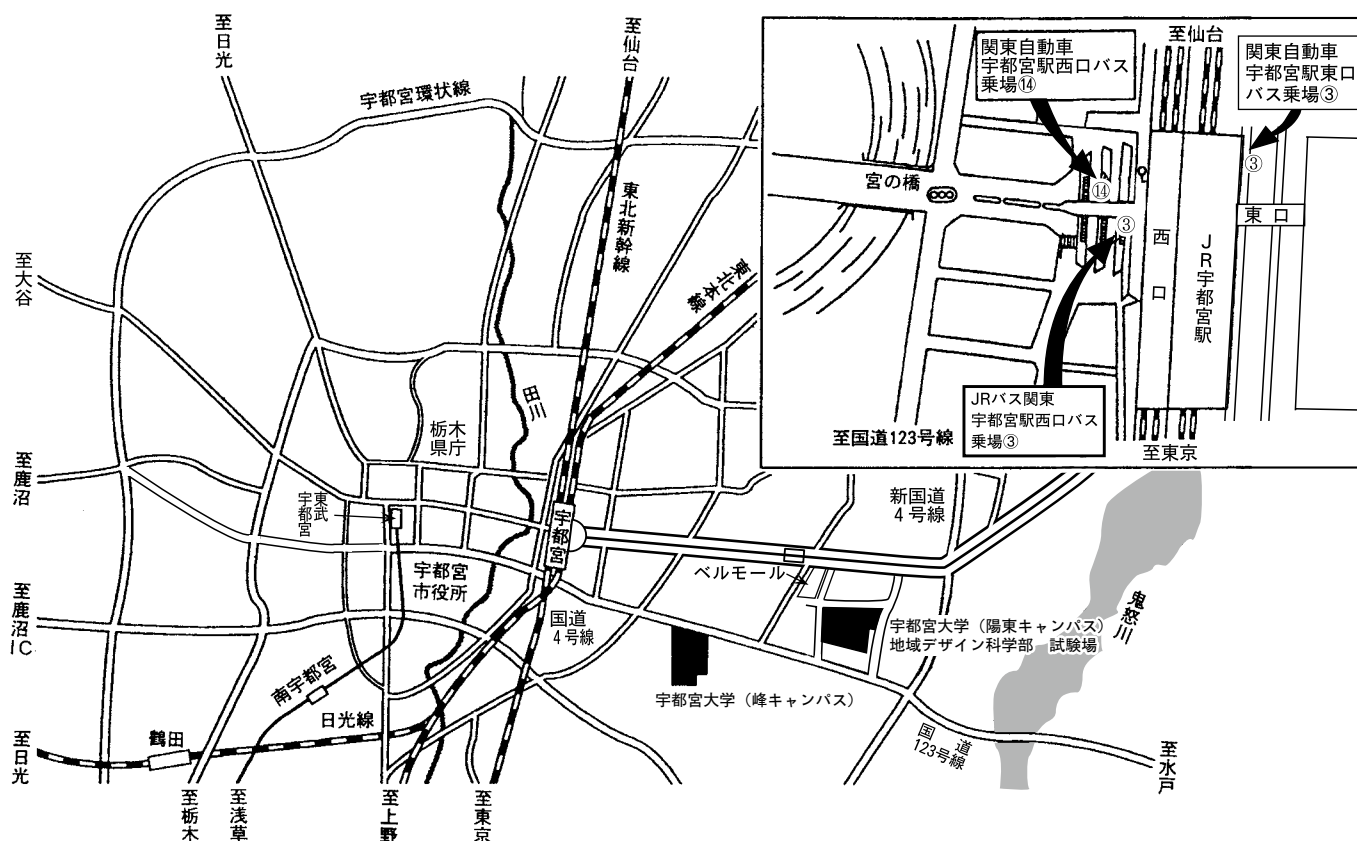 至日光
至仙台
宇都宮環状線
東北新幹線
東北本線
至大谷
田川
栃木
県庁
至鹿沼
東武
宇都宮
宇都宮
宇都宮
市役所
国道
4号線
新国道
4号線
ベルモール
鬼怒川
宇都宮大学（陽東キャンパス）
地域デザイン科学部　試験場
宇都宮大学（峰キャンパス）
至鹿沼IC
南宇都宮
日光線
鶴田
至日光
至栃木
至浅草
至上野
至東京
国道
123号線
至水戸
関東自動車
宇都宮駅西口バス
乗場⑭
至仙台
関東自動車
宇都宮駅東口
バス乗場③
宮の橋
⑭
③
③
東口
西口
JR宇都宮駅
JRバス関東
宇都宮駅西口バス
乗場③
至国道123号線
至東京